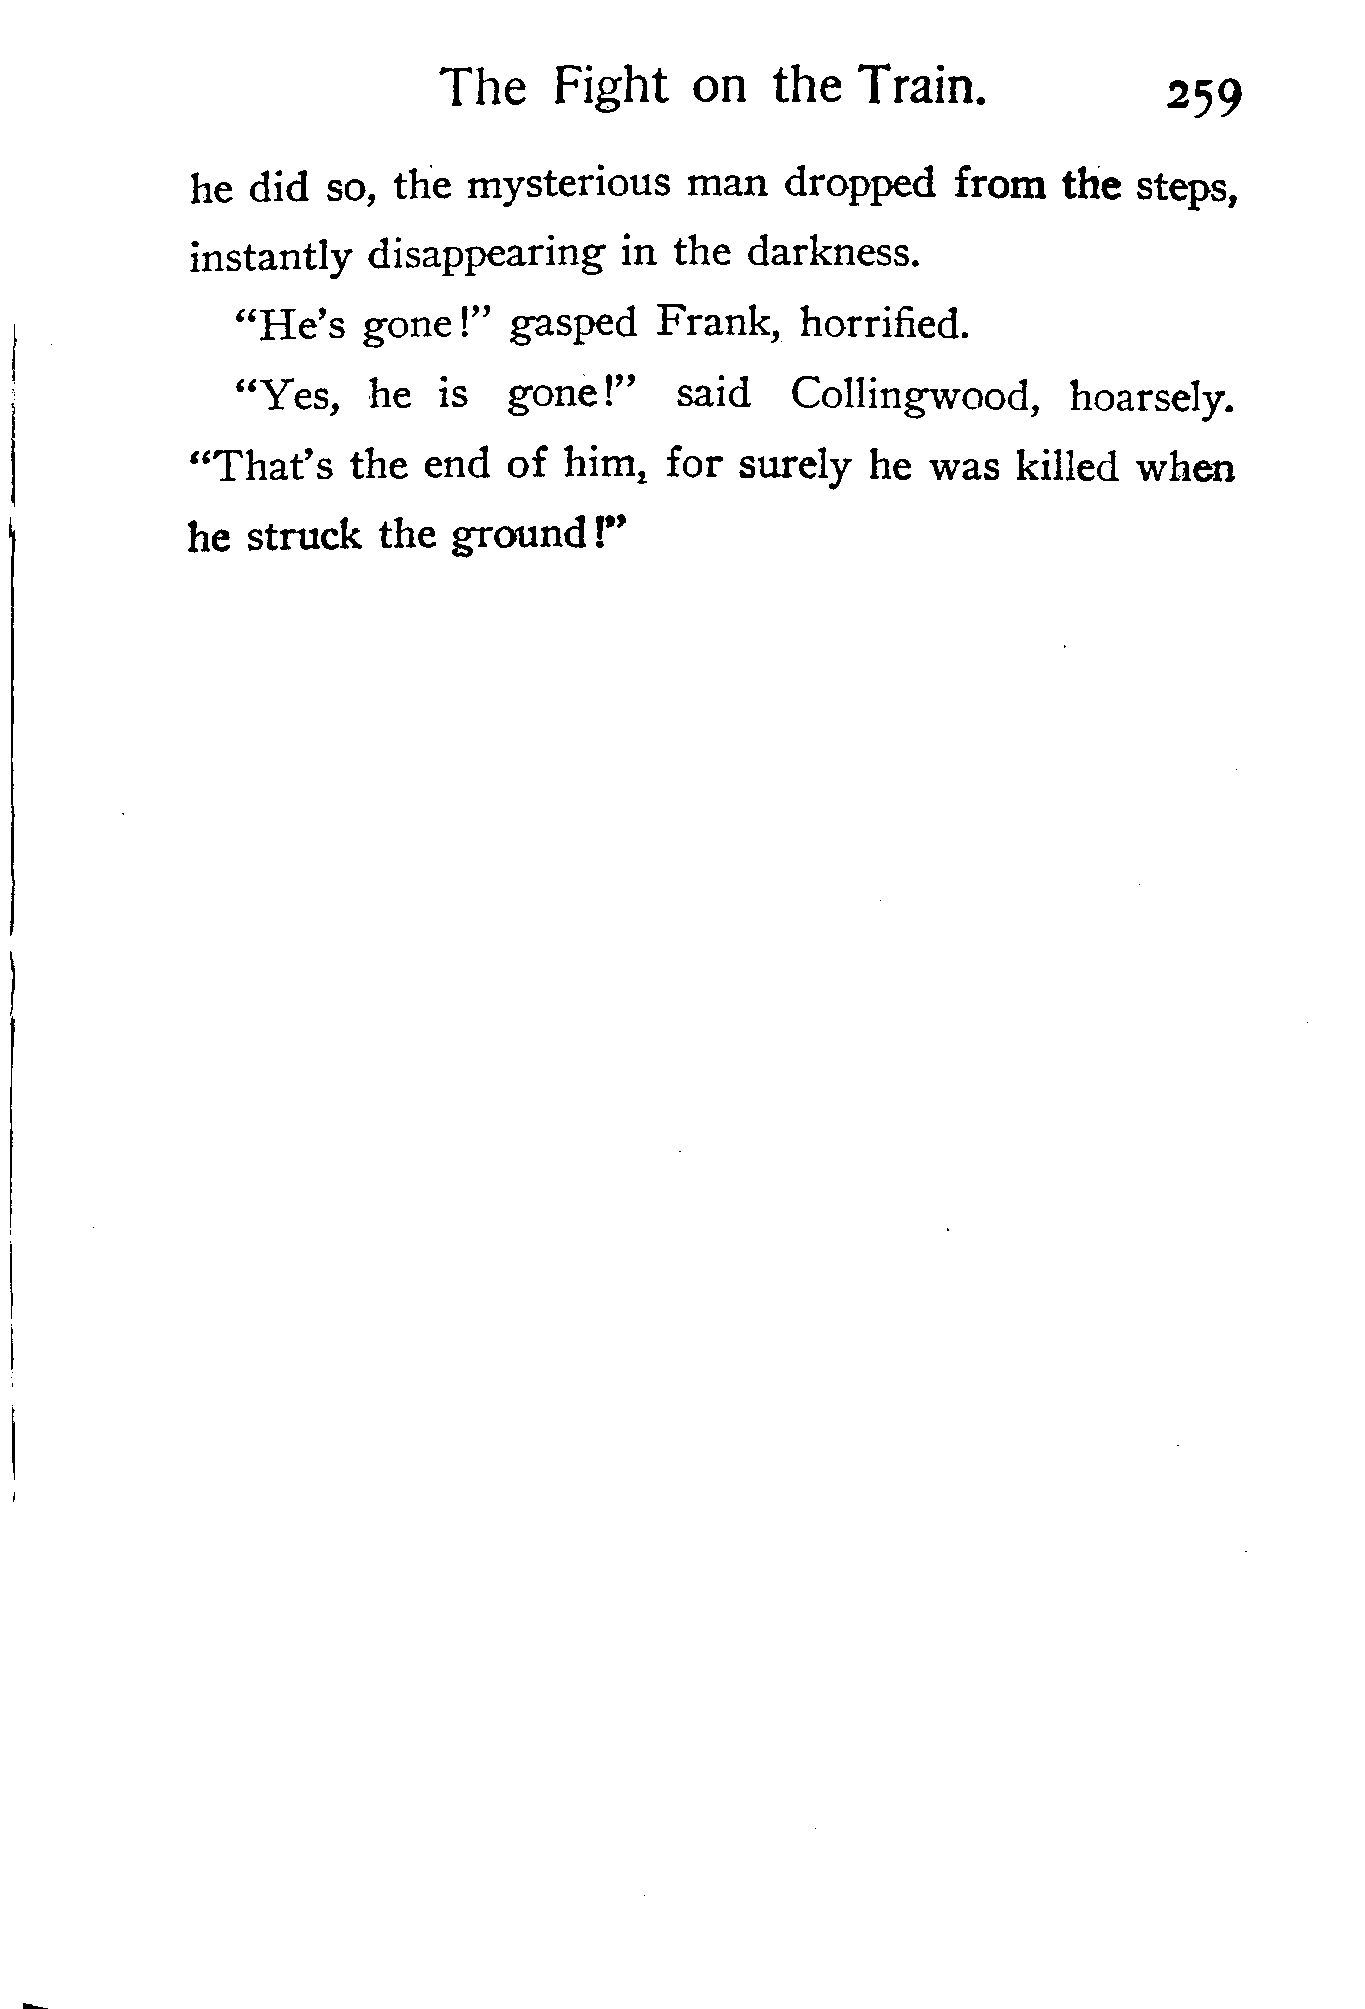 The Fight on the Train. 259
he did so, the mysterious man dropped from the steps,
instantly disappearing in the darkness.
“He’s gone!” gasped Frank, horrified.
“Yes, he is gone!” said Collingwood, hoarsely.
“That’s the end of him, for surely he was killed when
he struck the ground!”